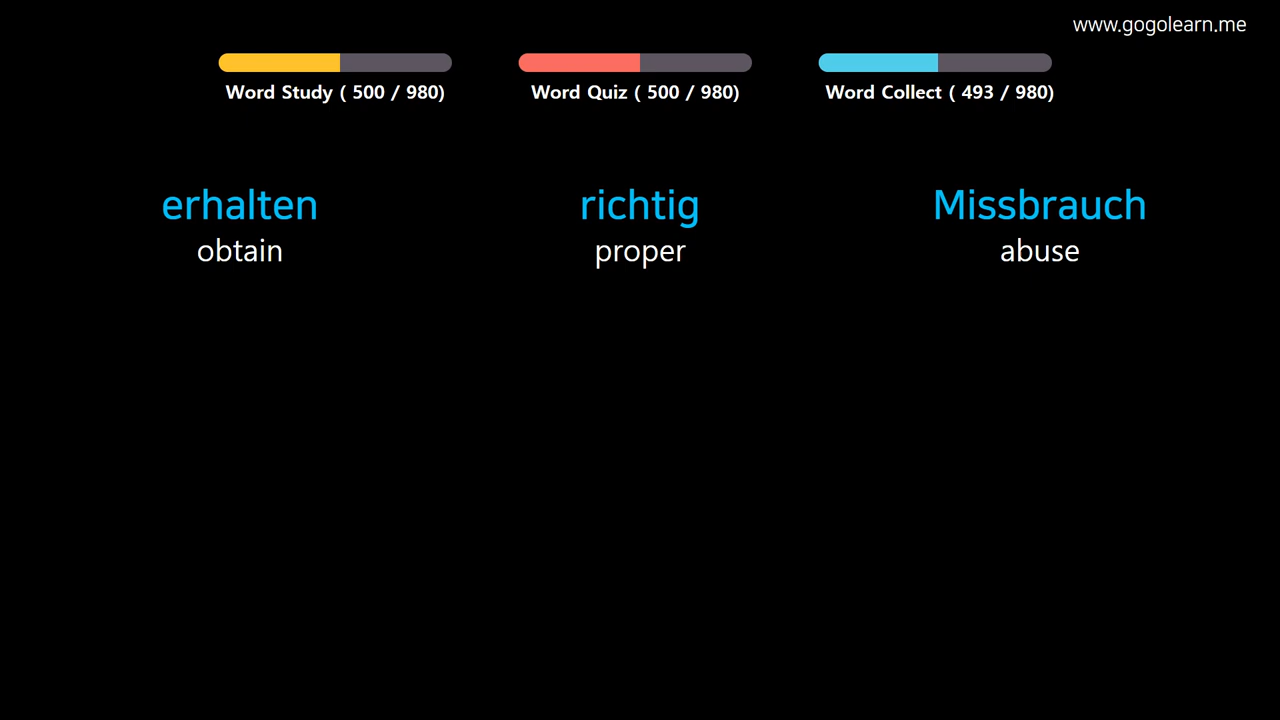 www.gogolearn.me
Word Study ( 500 / 980)
Word Quiz ( 500 / 980)
Word Collect ( 493 / 980)
erhalten
obtain
richtig
proper
Missbrauch
abuse